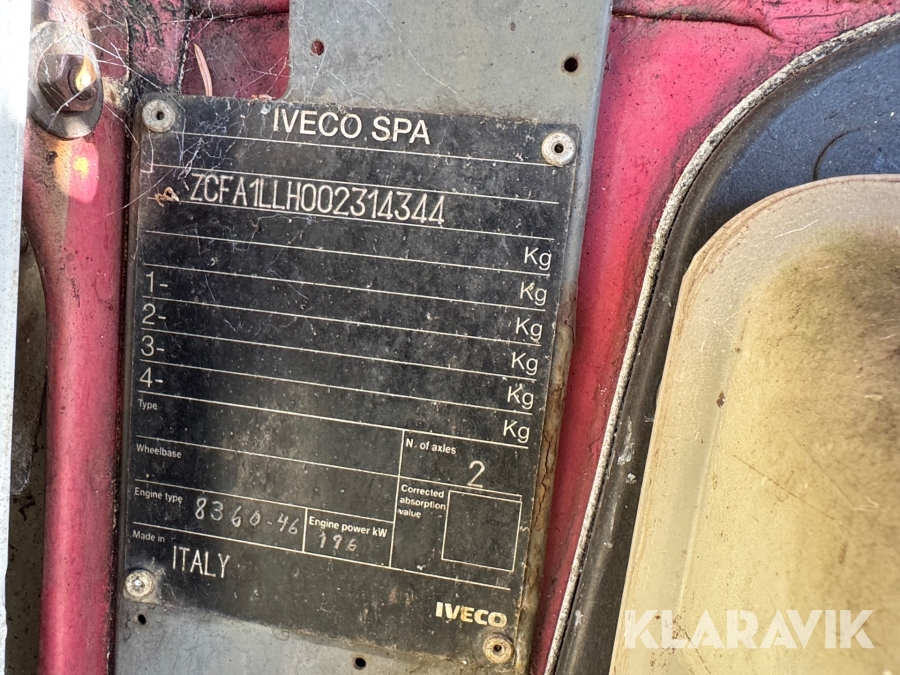 IVECO SPA
ZCFA1LLH002314344
Kg
1- Kg
2- Kg
3- Kg
4- Kg
Kg
Type
N. of axles
2
Wheelbase
Corrected
absorption
value
Engine type 8360-46
Engine power kW
196
Made in
ITALY
IVECO
KLARAVIK